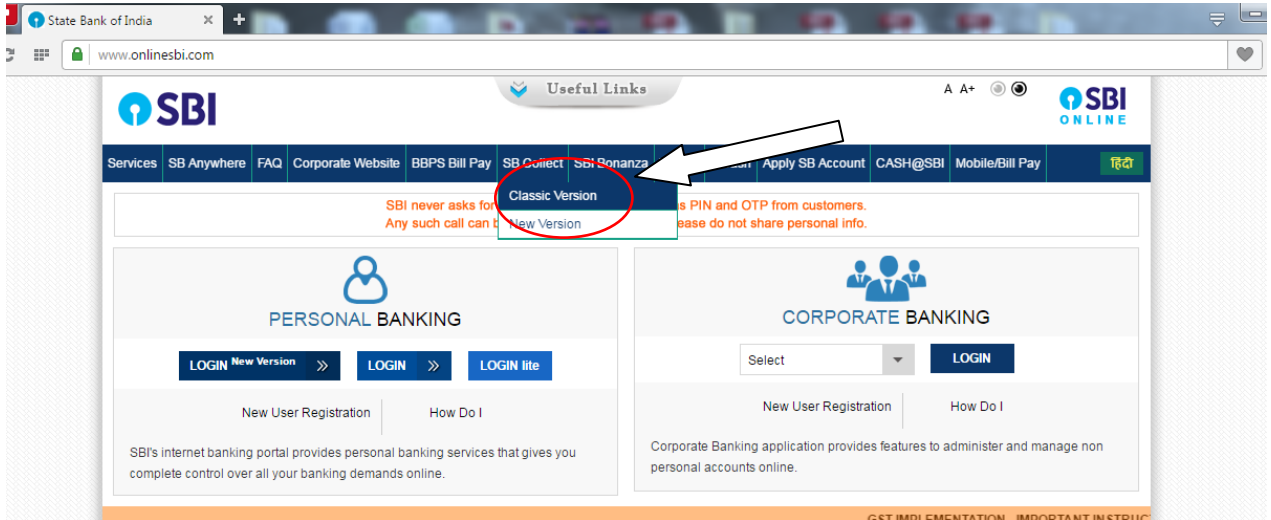 State Bank of India
www.onlinesbi.com
SBI
Useful Links
A A+
SBI
ONLINE
Services SB Anywhere FAQ Corporate Website BBPS Bill Pay SB Collect SBI Bonanza Apply SB Account CASH@SBI Mobile/Bill Pay हिंदी
Classic Version
New Version
SBI never asks for s PIN and OTP from customers.
Any such call can ease do not share personal info.
PERSONAL BANKING
LOGIN New Version LOGIN LOGIN lite
New User Registration How Do I
SBI's internet banking portal provides personal banking services that gives you
complete control over all your banking demands online.
CORPORATE BANKING
Select LOGIN
New User Registration How Do I
Corporate Banking application provides features to administer and manage non
personal accounts online.
GST IMPLEMENTATION IMPORTANT INSTRUC